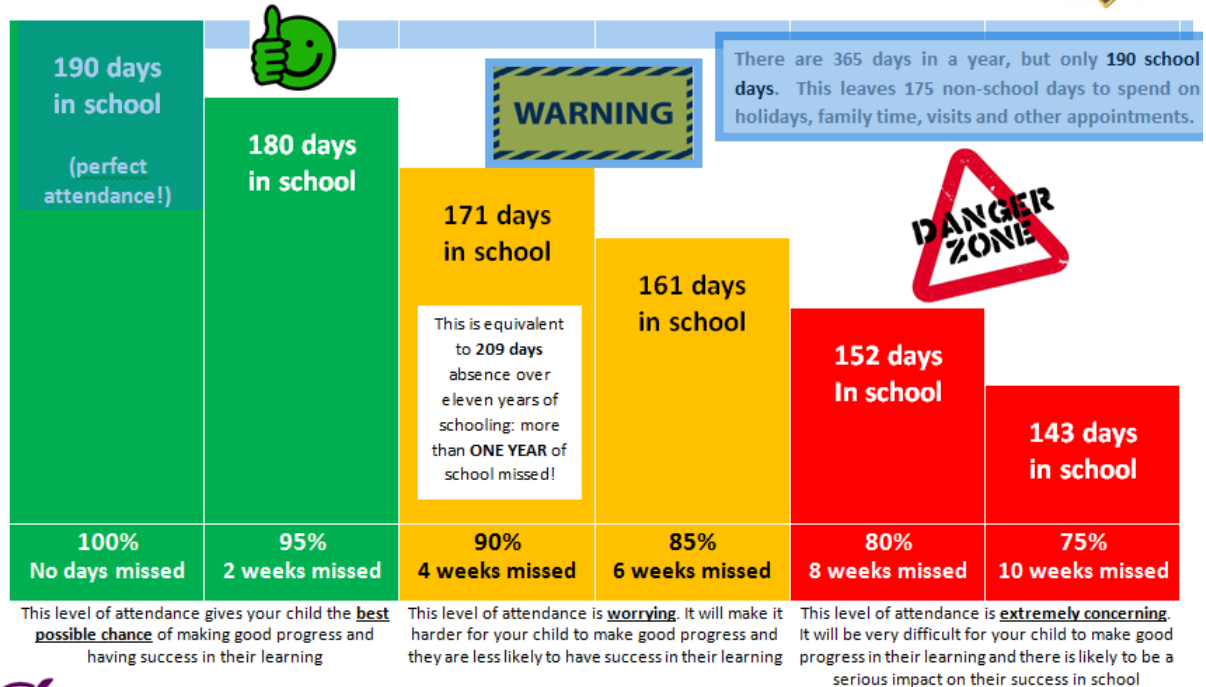 190 days
in school
(perfect
attendance!)
180 days
in school
WARNING
There are 365 days in a year, but only 190 school
days. This leaves 175 non-school days to spend on
holidays, family time, visits and other appointments.
171 days
in school
This is equivalent
to 209 days
absence over
eleven years of
schooling: more
than ONE YEAR of
school missed!
161 days
in school
DANGER
ZONE
152 days
In school
143 days
in school
100%
No days missed
95%
2 weeks missed
90%
4 weeks missed
85%
6 weeks missed
80%
8 weeks missed
75%
10 weeks missed
This level of attendance gives your child the best
possible chance of making good progress and
having success in their learning
This level of attendance is worrying. It will make it
harder for your child to make good progress and
they are less likely to have success in their learning
This level of attendance is extremely concerning.
It will be very difficult for your child to make good
progress in their learning and there is likely to be a
serious impact on their success in school